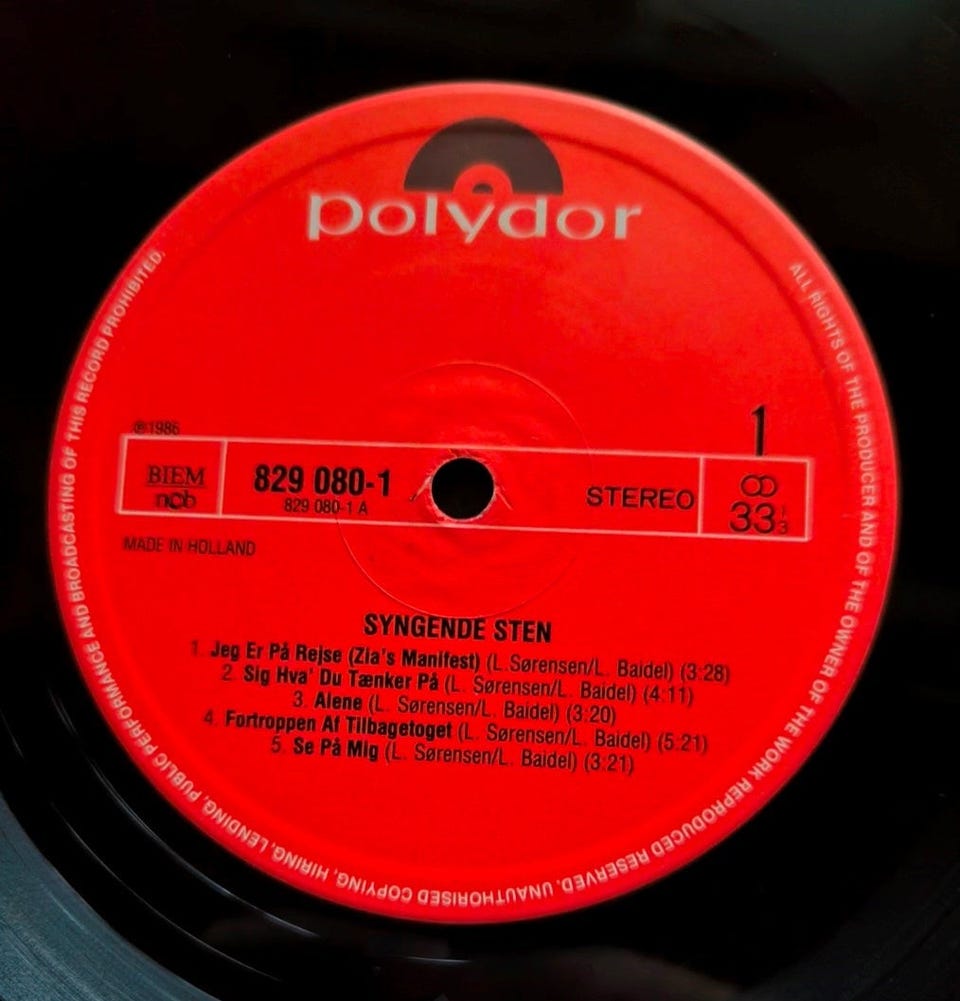 polydor
ALL RIGHTS OF THE PRODUCER AND OF THE OWNER OF THE WORK REPRODUCED RESERVED. UNAUTHORISED COPYING, HIRING, LENDING, PUBLIC PERFORMANCE AND BROADCASTING OF THIS RECORD PROHIBITED.
1
℗1986
BIEM
ncb
829 080-1
829 080-1 A
STEREO
33 1/3
MADE IN HOLLAND
SYNGENDE STEN
1. Jeg Er På Rejse (Zia's Manifest) (L. Sørensen/L. Baidel) (3:28)
2. Sig Hva' Du Tænker På (L. Sørensen/L. Baidel) (4:11)
3. Alene (L. Sørensen/L. Baidel) (3:20)
4. Fortroppen Af Tilbagetoget (L. Sørensen/L. Baidel) (5:21)
5. Se På Mig (L. Sørensen/L. Baidel) (3:21)